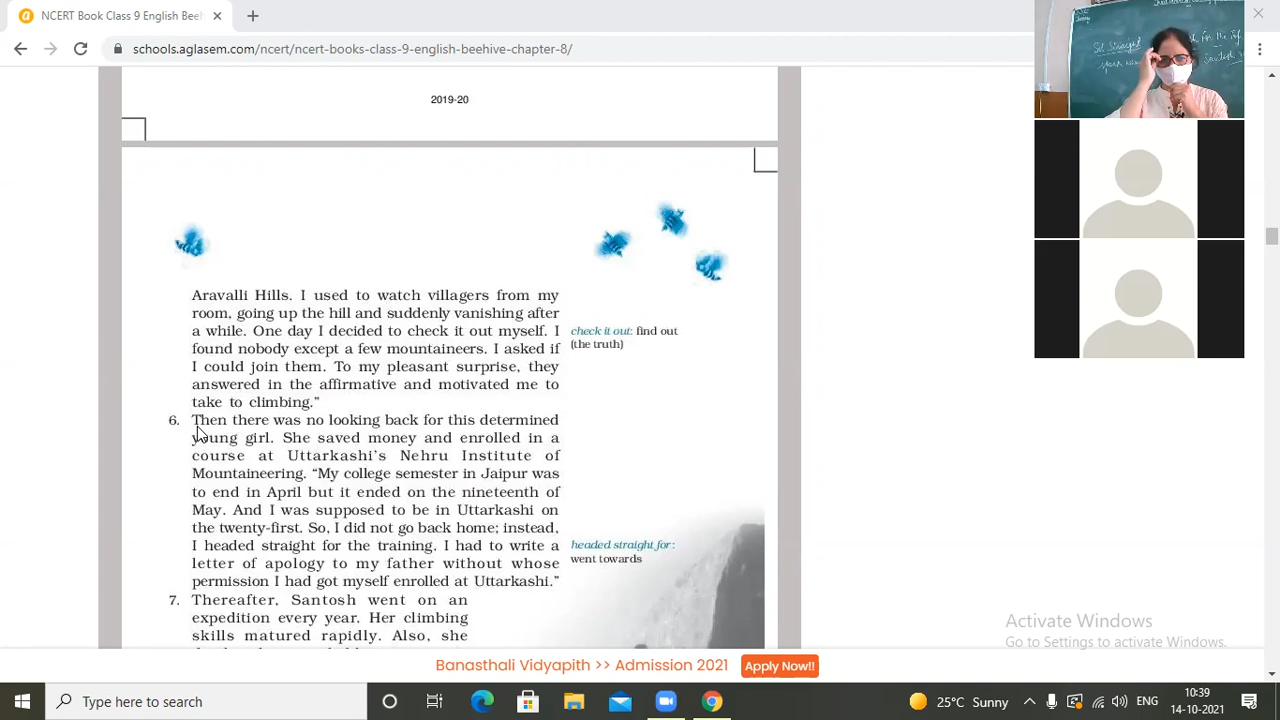 NCERT Book Class 9 English Beeh
schools.aglasem.com/ncert/ncert-books-class-9-english-beehive-chapter-8/
2019-20
Aravalli Hills. I used to watch villagers from my
room, going up the hill and suddenly vanishing after
a while. One day I decided to check it out myself. I
found nobody except a few mountaineers. I asked if
I could join them. To my pleasant surprise, they
answered in the affirmative and motivated me to
take to climbing.”
check it out: find out
(the truth)
6. Then there was no looking back for this determined
young girl. She saved money and enrolled in a
course at Uttarkashi’s Nehru Institute of
Mountaineering. “My college semester in Jaipur was
to end in April but it ended on the nineteenth of
May. And I was supposed to be in Uttarkashi on
the twenty-first. So, I did not go back home; instead,
I headed straight for the training. I had to write a
letter of apology to my father without whose
permission I had got myself enrolled at Uttarkashi.”
headed straight for:
went towards
7. Thereafter, Santosh went on an
expedition every year. Her climbing
skills matured rapidly. Also, she
Activate Windows
Go to Settings to activate Windows.
Banasthali Vidyapith >> Admission 2021
Apply Now!!
Type here to search
25°C Sunny
ENG
10:39
14-10-2021